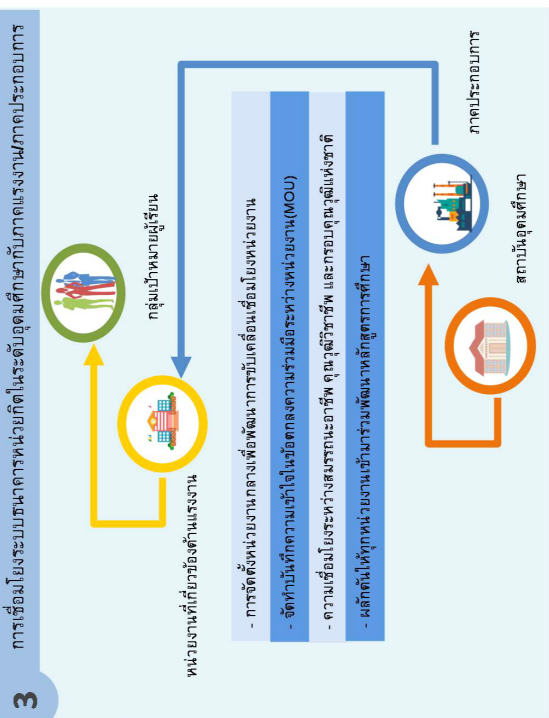 3
การเชื่อมโยงระบบธนาคารหน่วยกิตในระดับอุดมศึกษากับภาคแรงงาน/ภาคประกอบการ
กลุ่มเป้าหมายผู้เรียน
หน่วยงานที่เกี่ยวข้องด้านแรงงาน
- การจัดตั้งหน่วยงานกลางเพื่อพัฒนาการขับเคลื่อนเชื่อมโยงหน่วยงาน
- จัดทำบันทึกความเข้าใจในข้อตกลงความร่วมมือระหว่างหน่วยงาน(MOU)
- ความเชื่อมโยงระหว่างสมรรถนะอาชีพ คุณวุฒิวิชาชีพ และกรอบคุณวุฒิแห่งชาติ
- ผลักดันให้ทุกหน่วยงานเข้ามาร่วมพัฒนาหลักสูตรการศึกษา
ภาคประกอบการ
สถาบันอุดมศึกษา